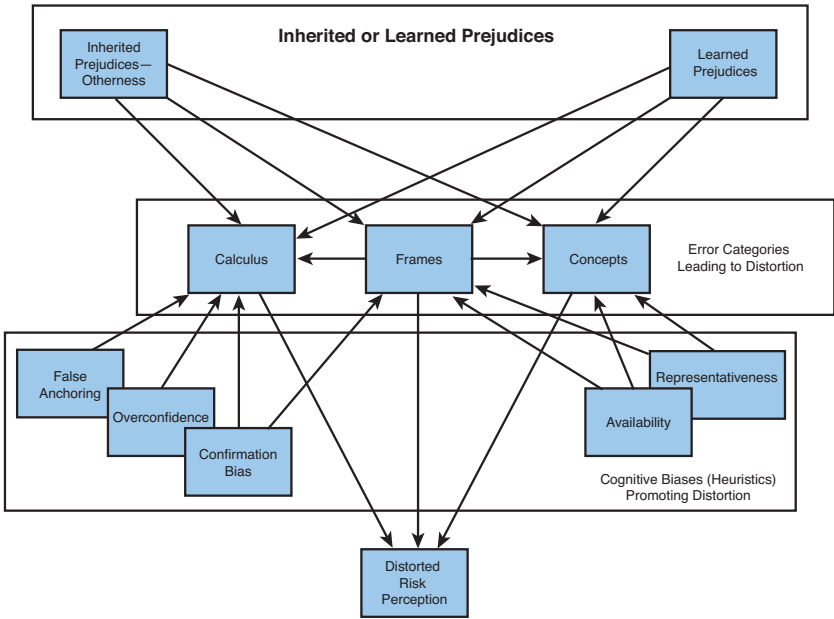 Inherited or Learned Prejudices
Inherited
Prejudices—
Otherness
Learned
Prejudices
Calculus
Frames
Concepts
Error Categories
Leading to Distortion
False
Anchoring
Overconfidence
Confirmation
Bias
Representativeness
Availability
Cognitive Biases (Heuristics)
Promoting Distortion
Distorted
Risk
Perception